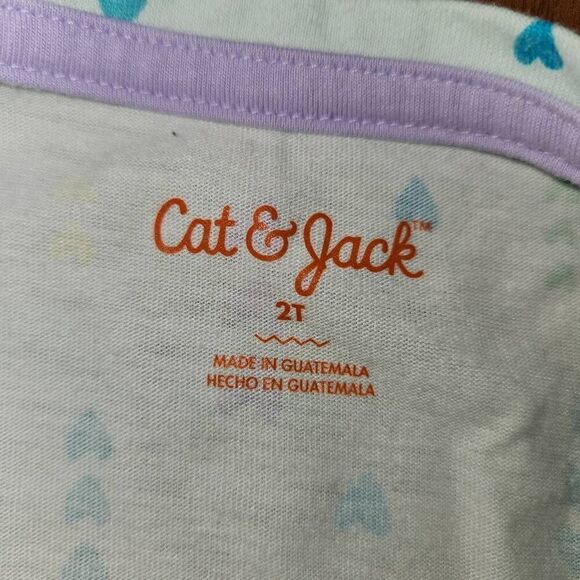 Cat & Jack™
2T
MADE IN GUATEMALA
HECHO EN GUATEMALA